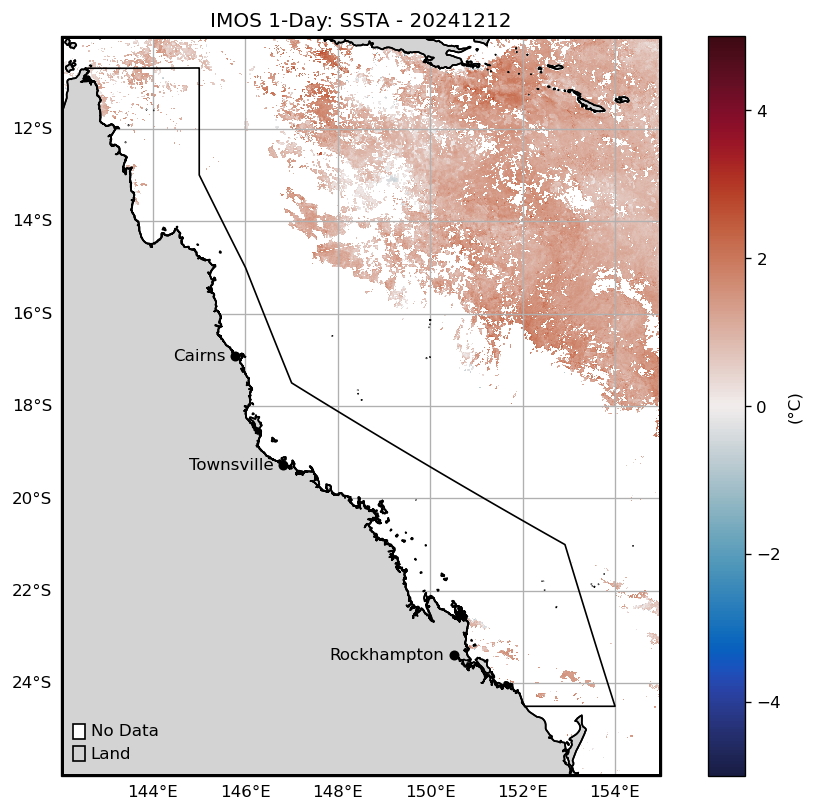 IMOS 1-Day: SSTA - 20241212
12°S
14°S
16°S
18°S
20°S
22°S
24°S
Cairns
Townsville
Rockhampton
No Data
Land
144°E 146°E 148°E 150°E 152°E 154°E
4
2
0
−2
−4
(°C)